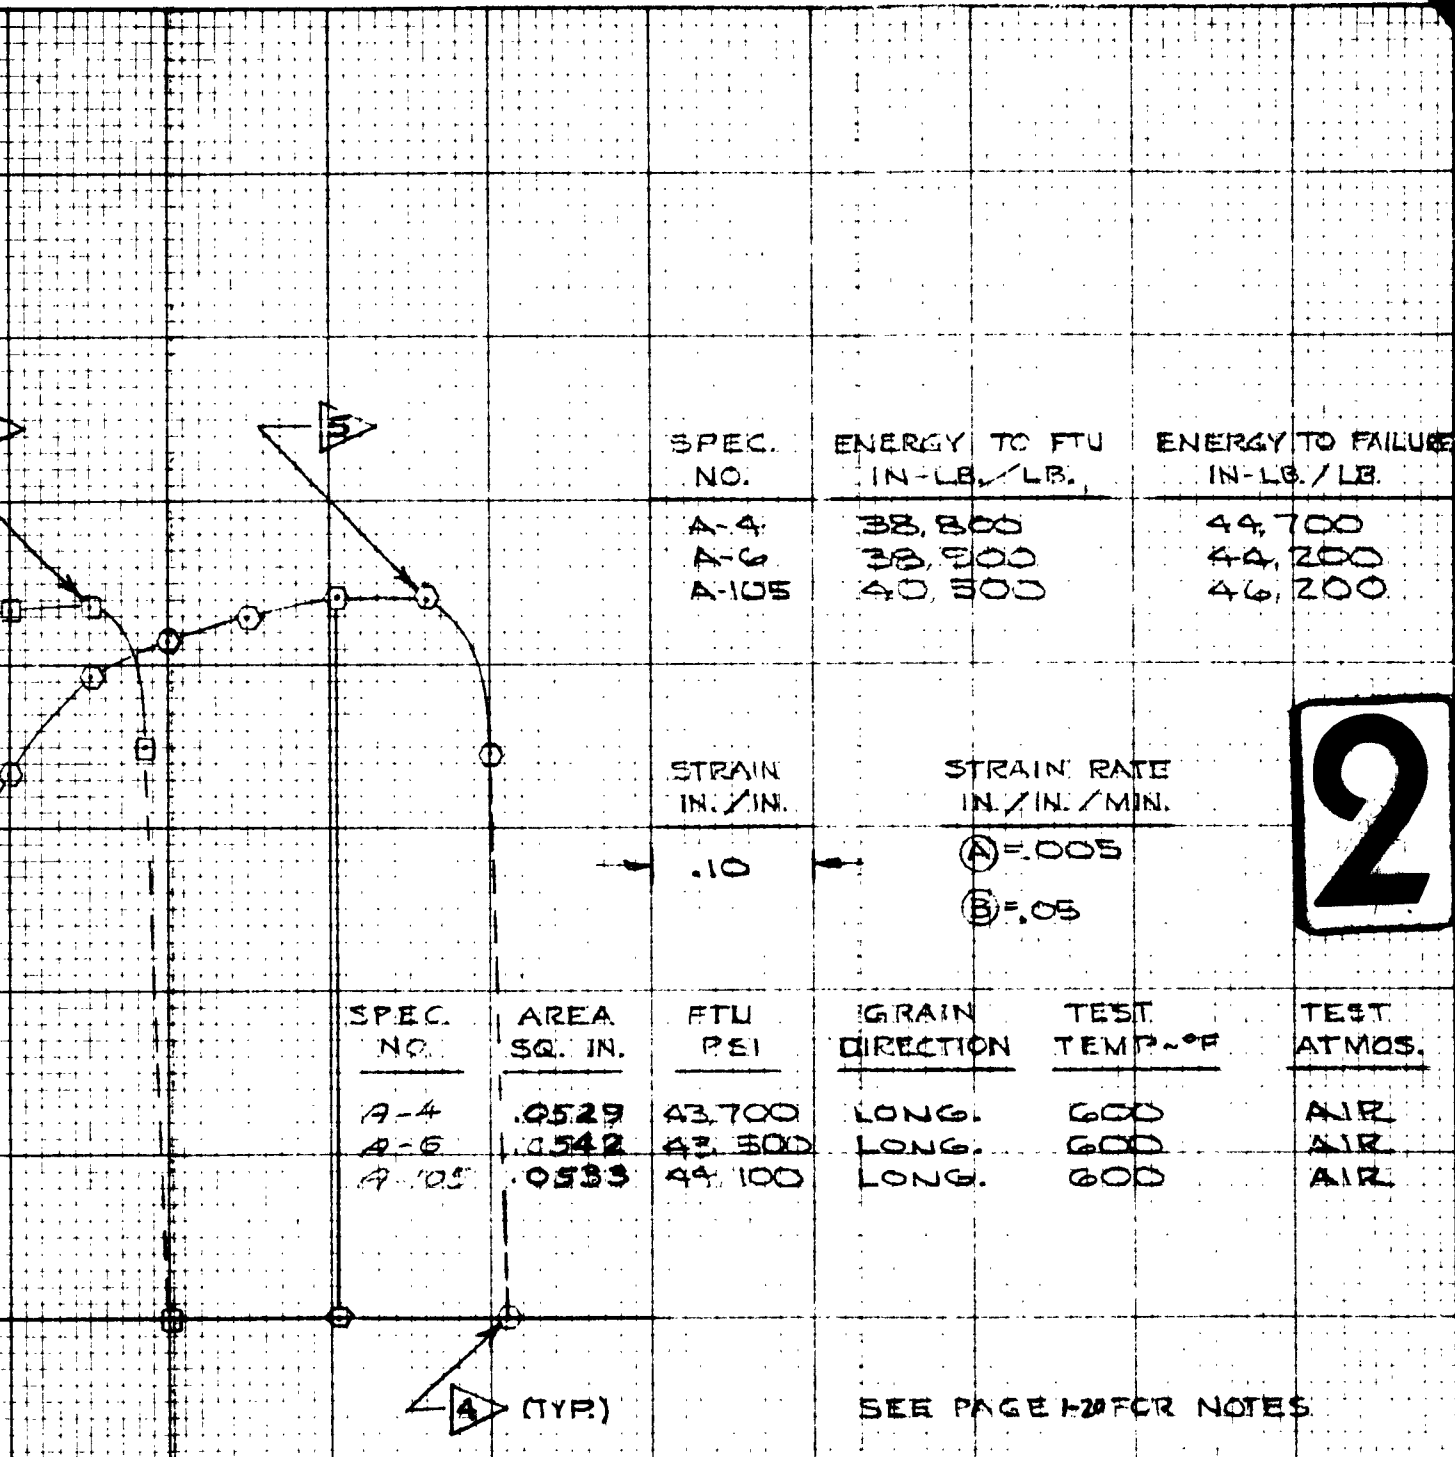 5
SPEC. ENERGY TO FTU ENERGY TO FAILURE
NO. IN-LB./LB. IN-LB./LB.
A-4 38,800 44,700
A-6 38,900 44,200
A-105 40,500 46,200
2
STRAIN STRAIN RATE
IN./IN. IN./IN./MIN.
.10 A=.005
B=.05
SPEC. AREA FTU GRAIN TEST TEST
NO. SQ. IN. PSI DIRECTION TEMP~°F ATMOS.
A-4 .0529 43,700 LONG. 600 AIR
A-6 .0542 LONG. 600 AIR
A-105 .0533 44,100 LONG. 600 AIR
4 (TYP.)
SEE PAGE 1-20 FOR NOTES